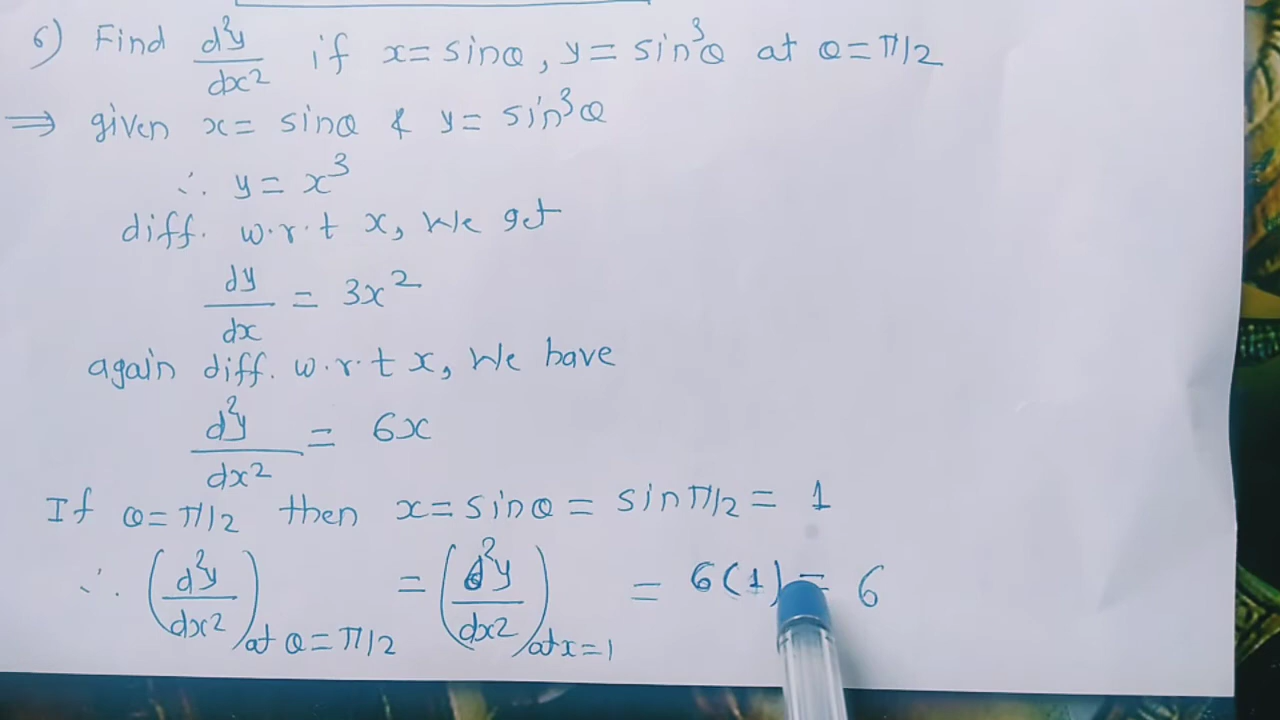 6) Find d²y/dx² if x = sinθ, y = sin³θ at θ = π/2
⇒ given x = sinθ & y = sin³θ
∴ y = x³
diff. w.r.t x, We get
dy/dx = 3x²
again diff. w.r.t x, We have
d²y/dx² = 6x
If θ = π/2 then x = sinθ = sin π/2 = 1
∴ (d²y/dx²) at θ = π/2 = (d²y/dx²) at x = 1 = 6(1) = 6